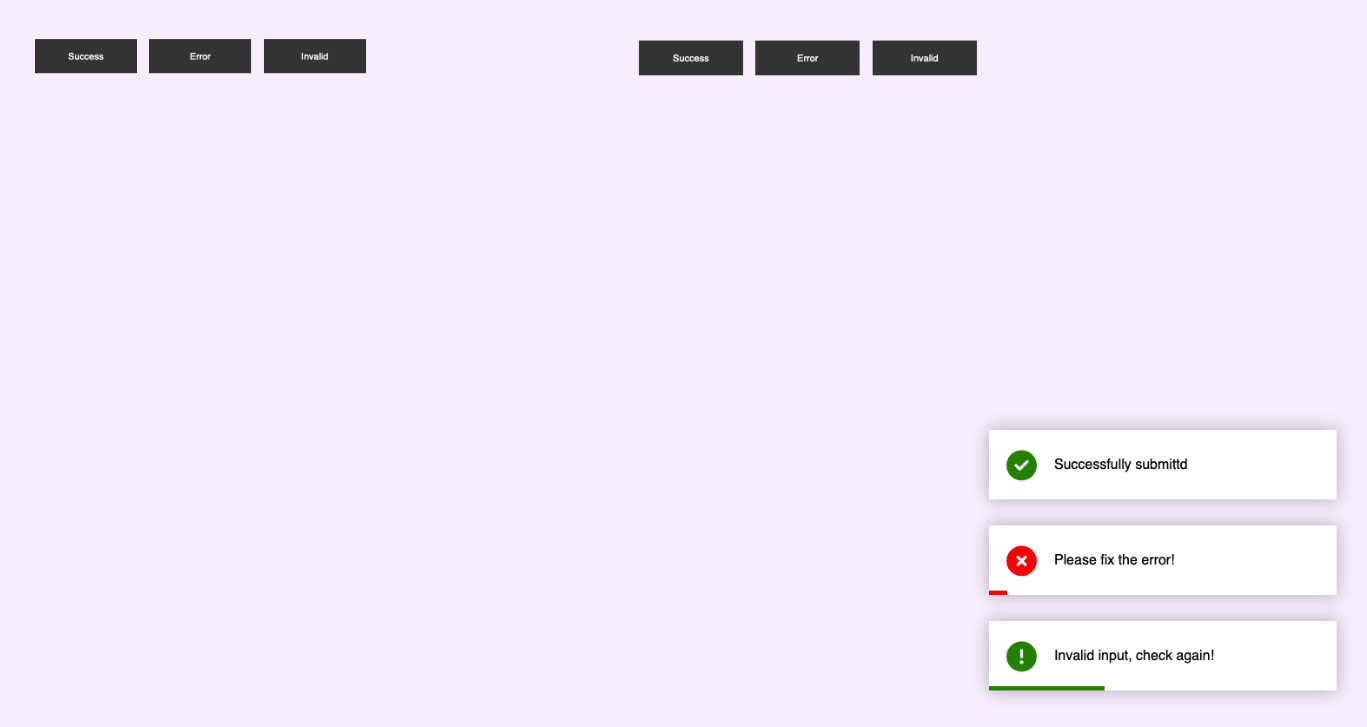 Success Error Invalid
Success Error Invalid
Successfully submittd
Please fix the error!
Invalid input, check again!